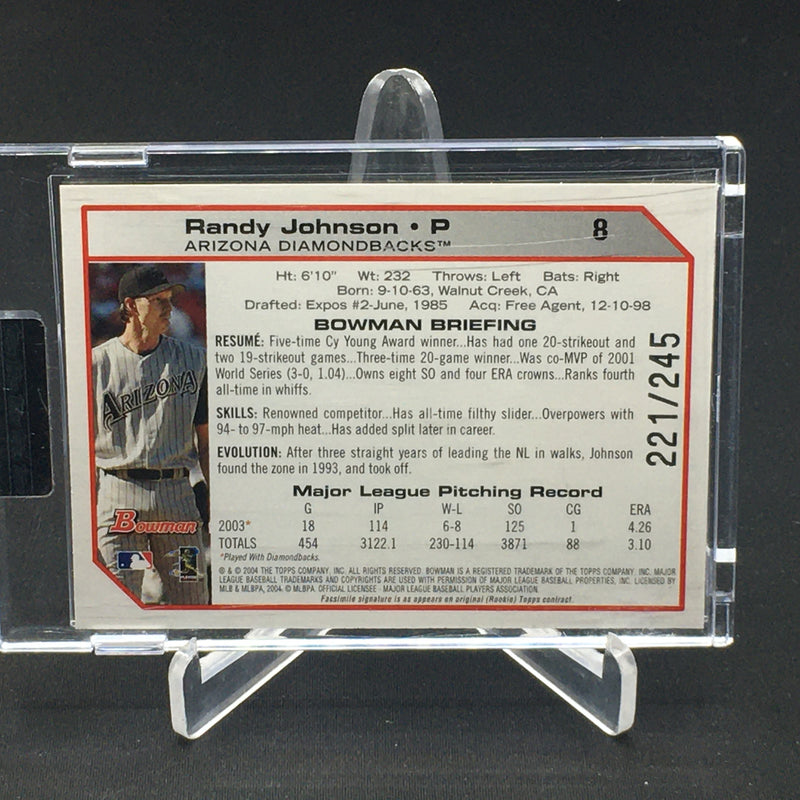 Randy Johnson • P 8
ARIZONA DIAMONDBACKS™
Ht: 6'10" Wt: 232 Throws: Left Bats: Right
Born: 9-10-63, Walnut Creek, CA
Drafted: Expos #2-June, 1985 Acq: Free Agent, 12-10-98
BOWMAN BRIEFING
RESUMÉ: Five-time Cy Young Award winner...Has had one 20-strikeout and
two 19-strikeout games...Three-time 20-game winner...Was co-MVP of 2001
World Series (3-0, 1.04)...Owns eight SO and four ERA crowns...Ranks fourth
all-time in whiffs.
SKILLS: Renowned competitor...Has all-time filthy slider...Overpowers with
94- to 97-mph heat...Has added split later in career.
EVOLUTION: After three straight years of leading the NL in walks, Johnson
found the zone in 1993, and took off.
221/245
ARIZONA
Bowman
Major League Pitching Record
G IP W-L SO CG ERA
2003* 18 114 6-8 125 1 4.26
TOTALS 454 3122.1 230-114 3871 88 3.10
*Played With Diamondbacks.
® & © 2004 THE TOPPS COMPANY, INC. ALL RIGHTS RESERVED. BOWMAN IS A REGISTERED TRADEMARK OF THE TOPPS COMPANY, INC. MAJOR
LEAGUE BASEBALL TRADEMARKS AND COPYRIGHTS ARE USED WITH PERMISSION OF MAJOR LEAGUE BASEBALL PROPERTIES, INC. LICENSED BY
MLB & MLBPA, 2004. © MLBPA. OFFICIAL LICENSEE - MAJOR LEAGUE BASEBALL PLAYERS ASSOCIATION.
Facsimile signature is as appears on original (Rookie) Topps contract.